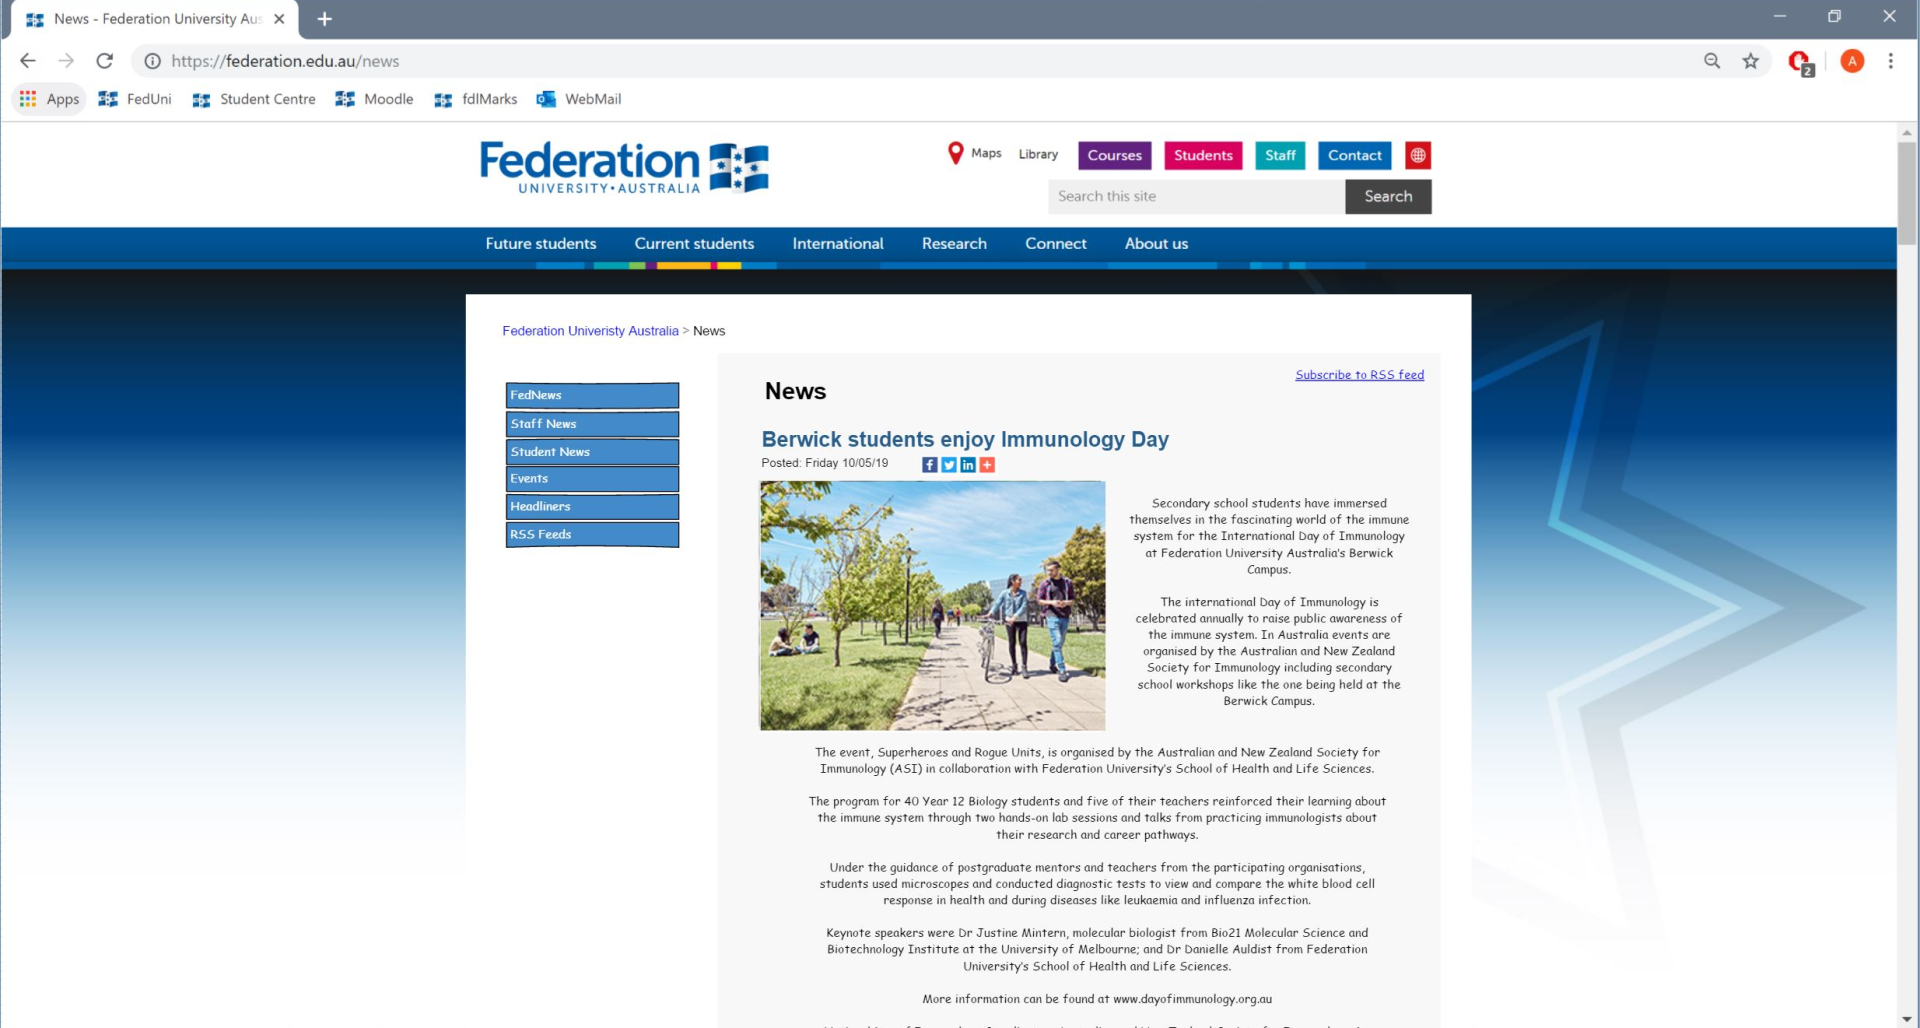 News - Federation University Aus
https://federation.edu.au/news
2
A
Apps FedUni Student Centre Moodle fdlMarks WebMail
Federation
UNIVERSITY•AUSTRALIA
Maps Library Courses Students Staff Contact
Search this site Search
Future students Current students International Research Connect About us
Federation Univeristy Australia > News
FedNews
Staff News
Student News
Events
Headliners
RSS Feeds
Subscribe to RSS feed
News
Berwick students enjoy Immunology Day
Posted: Friday 10/05/19
Secondary school students have immersed
themselves in the fascinating world of the immune
system for the International Day of Immunology
at Federation University Australia's Berwick
Campus.
The international Day of Immunology is
celebrated annually to raise public awareness of
the immune system. In Australia events are
organised by the Australian and New Zealand
Society for Immunology including secondary
school workshops like the one being held at the
Berwick Campus.
The event, Superheroes and Rogue Units, is organised by the Australian and New Zealand Society for
Immunology (ASI) in collaboration with Federation University's School of Health and Life Sciences.
The program for 40 Year 12 Biology students and five of their teachers reinforced their learning about
the immune system through two hands-on lab sessions and talks from practicing immunologists about
their research and career pathways.
Under the guidance of postgraduate mentors and teachers from the participating organisations,
students used microscopes and conducted diagnostic tests to view and compare the white blood cell
response in health and during diseases like leukaemia and influenza infection.
Keynote speakers were Dr Justine Mintern, molecular biologist from Bio21 Molecular Science and
Biotechnology Institute at the University of Melbourne; and Dr Danielle Auldist from Federation
University's School of Health and Life Sciences.
More information can be found at www.dayofimmunology.org.au